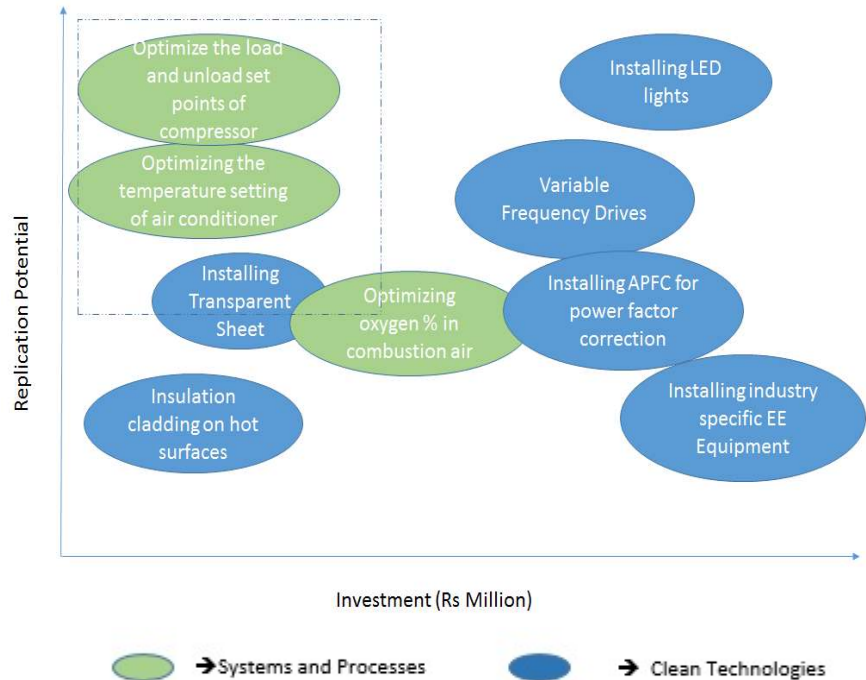 Optimize the load
and unload set
points of
compressor
Installing LED
lights
Optimizing the
temperature setting
of air conditioner
Variable
Frequency Drives
Installing
Transparent
Sheet
Optimizing
oxygen % in
combustion air
Installing APFC for
power factor
correction
Insulation
cladding on hot
surfaces
Installing industry
specific EE
Equipment
Replication Potential
Investment (Rs Million)
→Systems and Processes
→ Clean Technologies